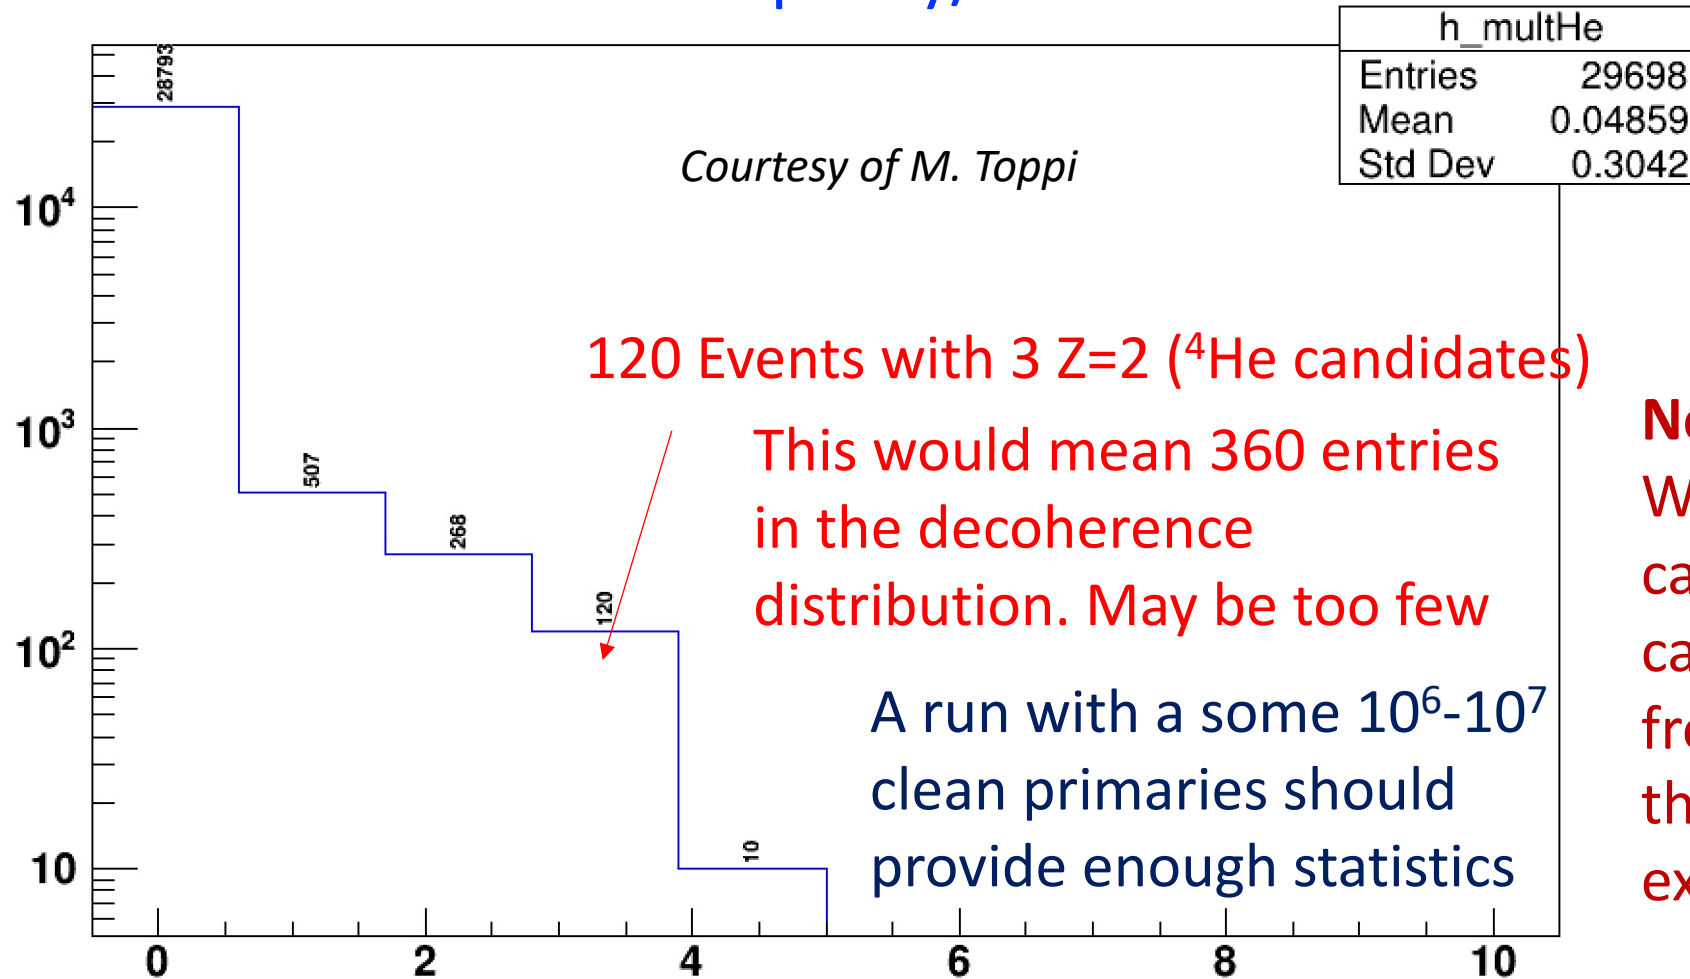 h_multHe
Entries 29698
Mean 0.04859
Std Dev 0.3042
28793
Courtesy of M. Toppi
10⁴
120 Events with 3 Z=2 (⁴He candidates)
10³
This would mean 360 entries
in the decoherence
distribution. May be too few
507
268
120
10²
A run with a some 10⁶-10⁷
clean primaries should
provide enough statistics
10
10
0 2 4 6 8 10